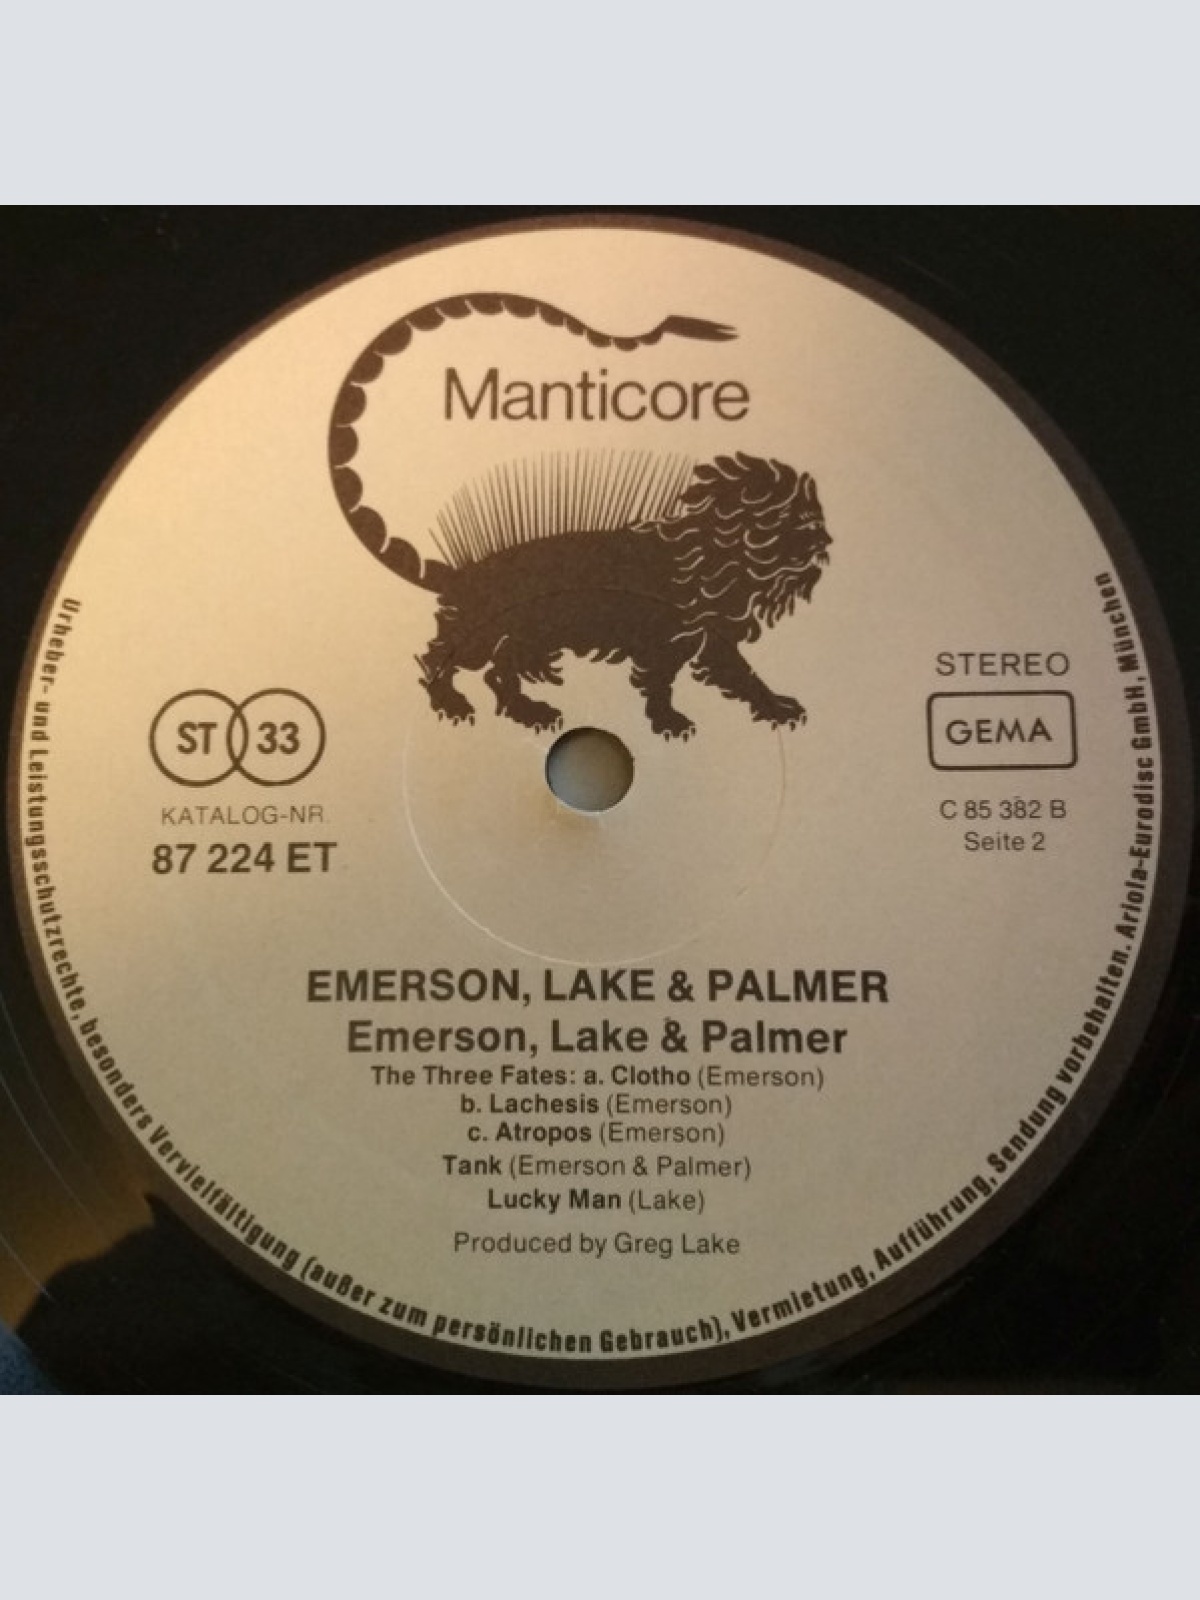 Manticore
STEREO
GEMA
ST 33
KATALOG-NR.
87 224 ET
C 85 382 B
Seite 2
EMERSON, LAKE & PALMER
Emerson, Lake & Palmer
The Three Fates: a. Clotho (Emerson)
b. Lachesis (Emerson)
c. Atropos (Emerson)
Tank (Emerson & Palmer)
Lucky Man (Lake)
Produced by Greg Lake
Urheber- und Leistungsschutzrechte, besonders Vervielfältigung (außer zum persönlichen Gebrauch), Vermietung, Aufführung, Sendung vorbehalten. Ariola-Eurodisc GmbH, München